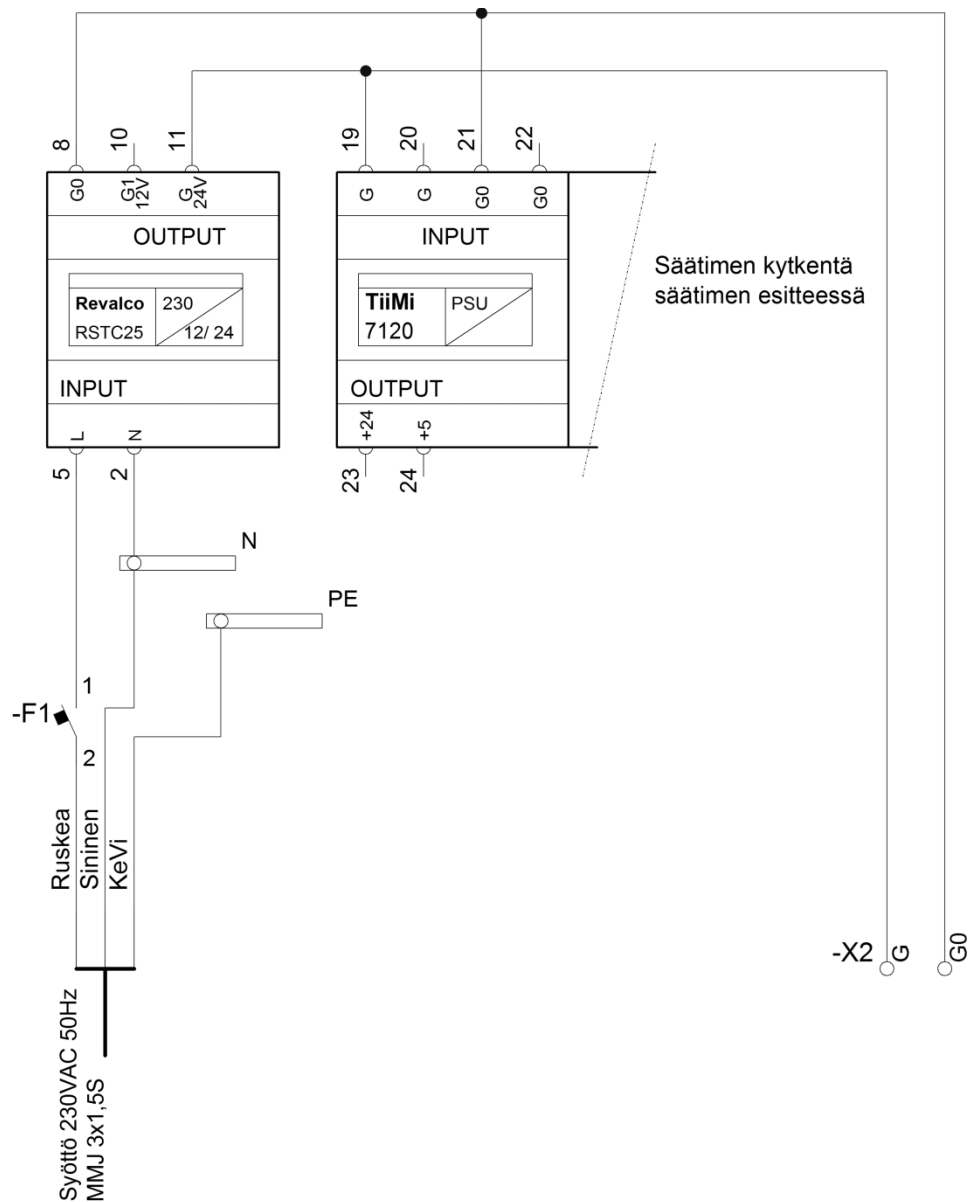 8
10
11
19
20
21
22
G0
G1
12V
G
24V
G
G
G0
G0
OUTPUT
INPUT
Revalco
230
RSTC25
12/ 24
TiiMi
PSU
7120
Säätimen kytkentä
säätimen esitteessä
INPUT
OUTPUT
L
N
+24
+5
5
2
23
24
N
PE
1
-F1
2
Ruskea
Sininen
KeVi
-X2
G
G0
Syöttö 230VAC 50Hz
MMJ 3x1,5S